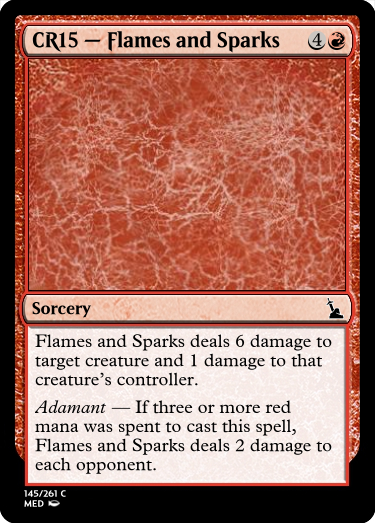 CR15 — Flames and Sparks 4
Sorcery
Flames and Sparks deals 6 damage to
target creature and 1 damage to that
creature's controller.
Adamant — If three or more red
mana was spent to cast this spell,
Flames and Sparks deals 2 damage to
each opponent.
145/261 C
MED